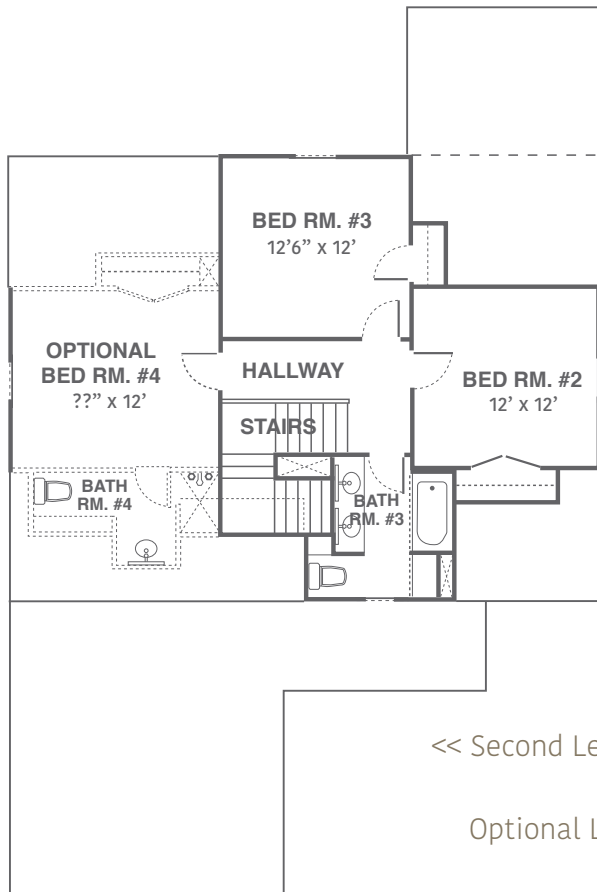 BED RM. #3
12'6” x 12'
OPTIONAL
BED RM. #4
??” x 12'
HALLWAY
BED RM. #2
12' x 12'
STAIRS
BATH
RM. #4
BATH
RM. #3
<< Second Le
Optional L